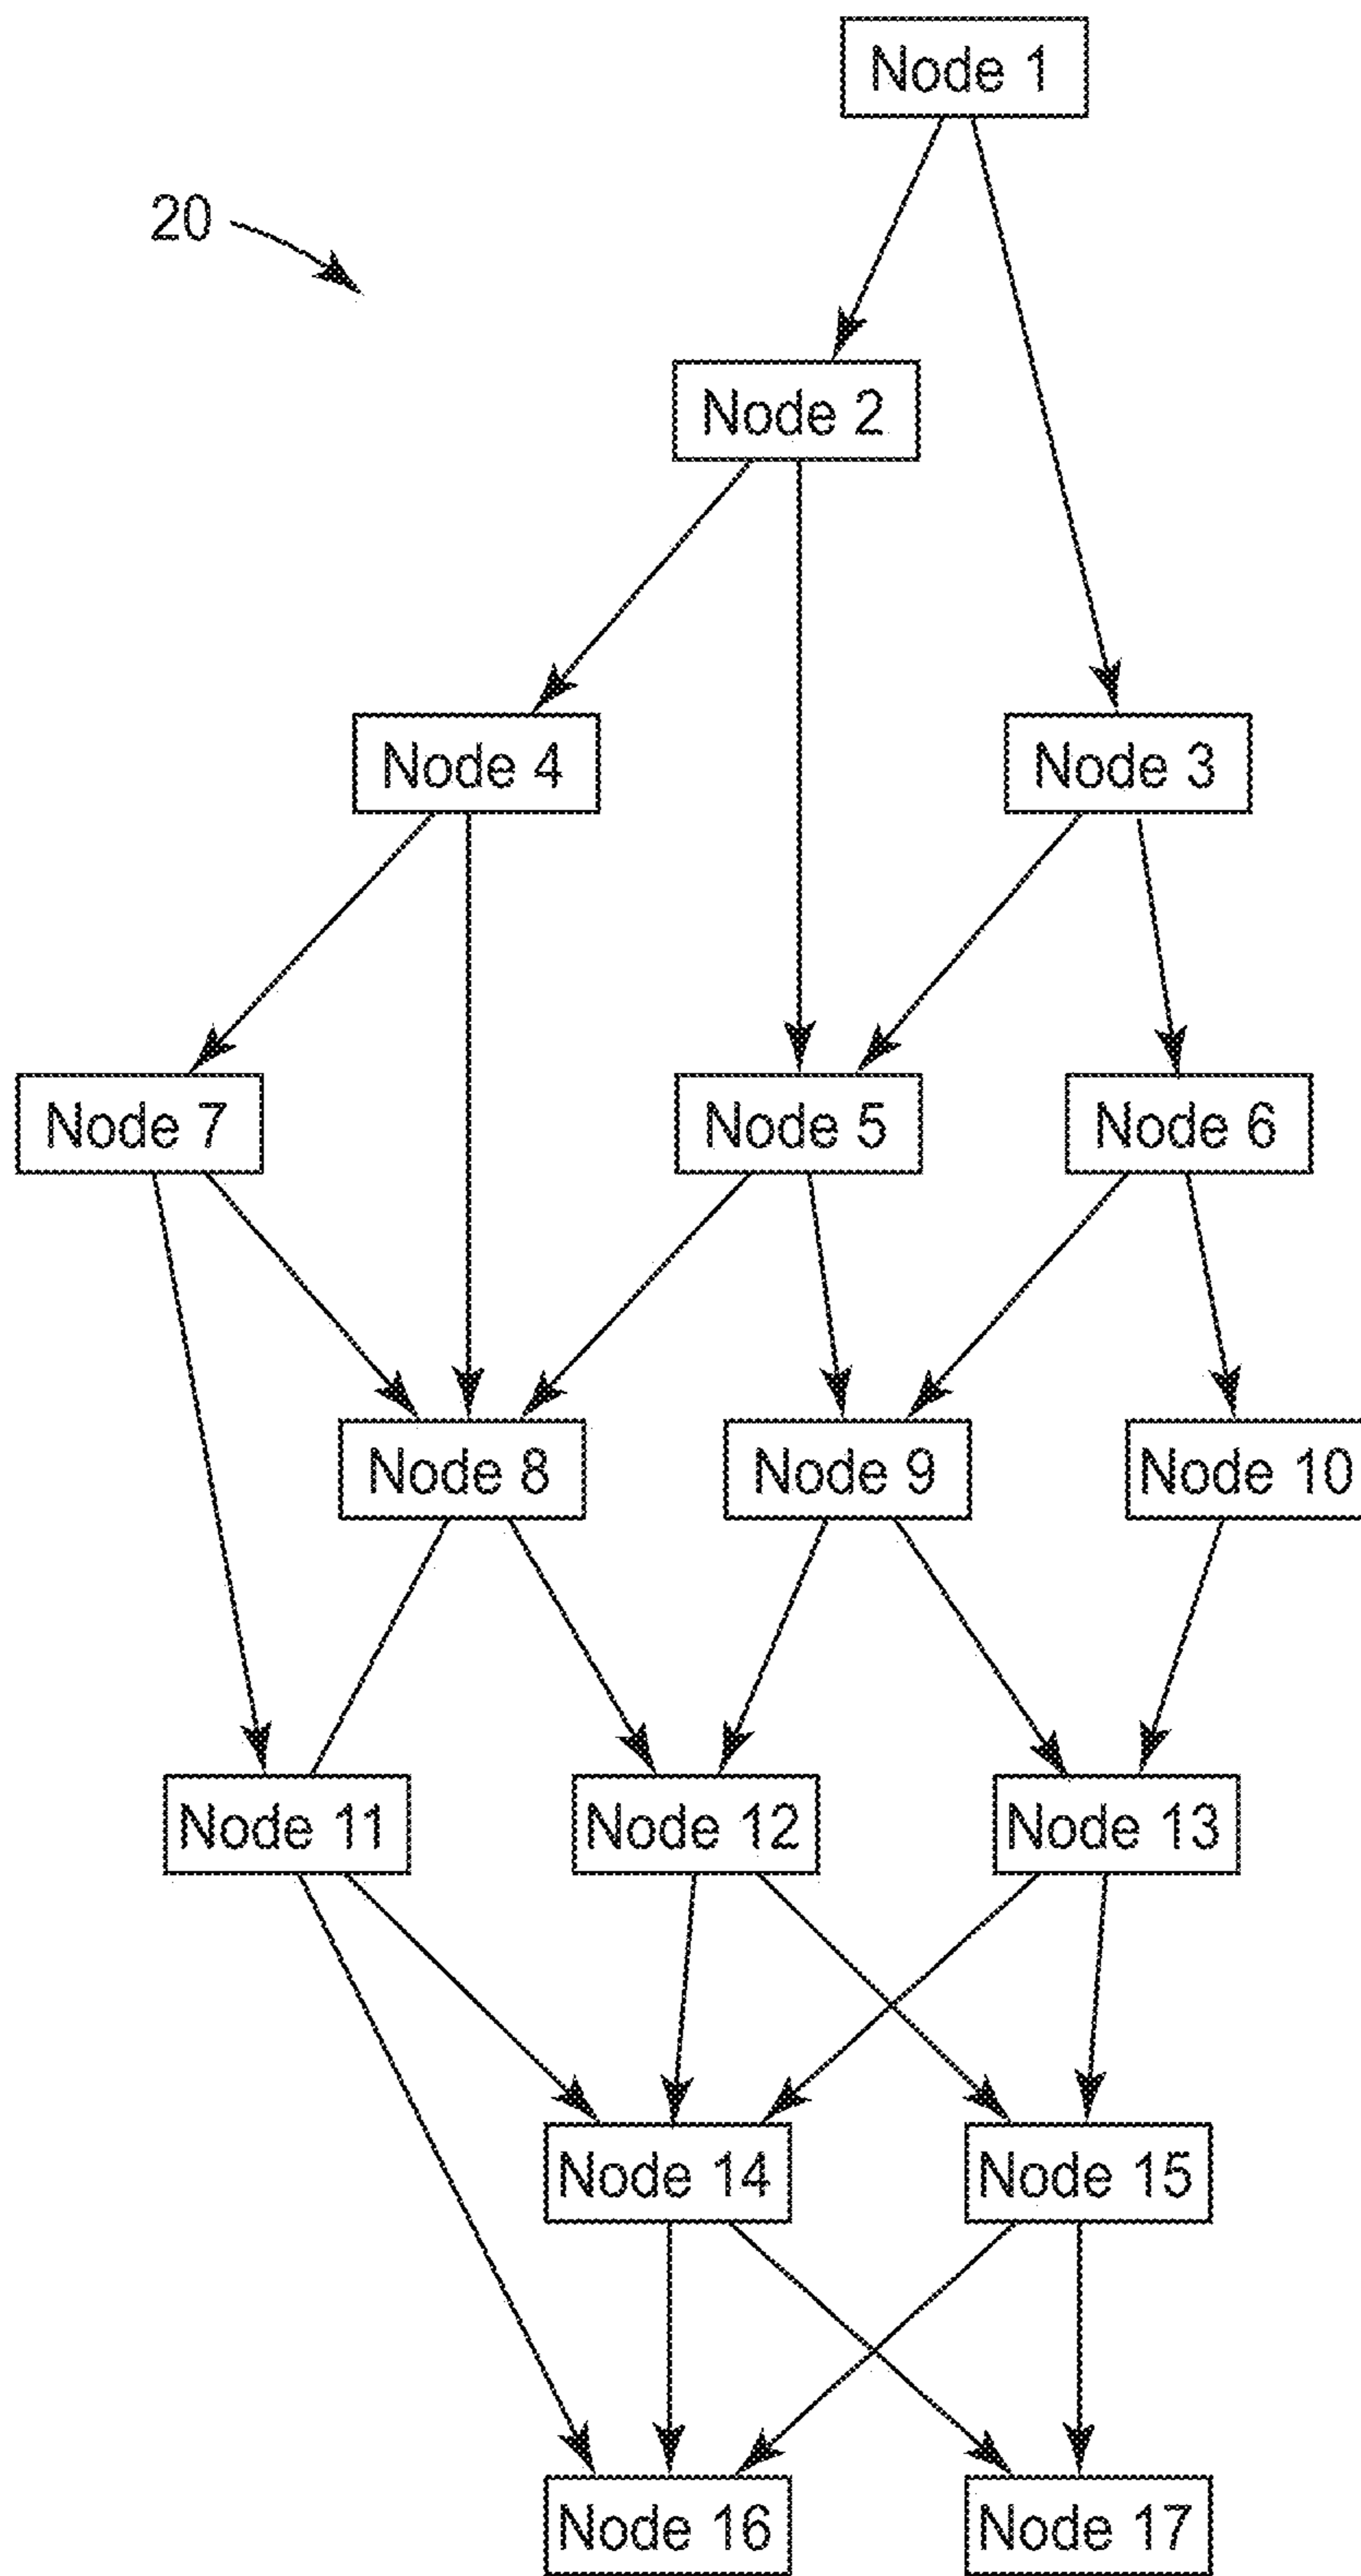 Node 1
20
Node 2
Node 4
Node 3
Node 7
Node 5
Node 6
Node 8
Node 9
Node 10
Node 11
Node 12
Node 13
Node 14
Node 15
Node 16
Node 17